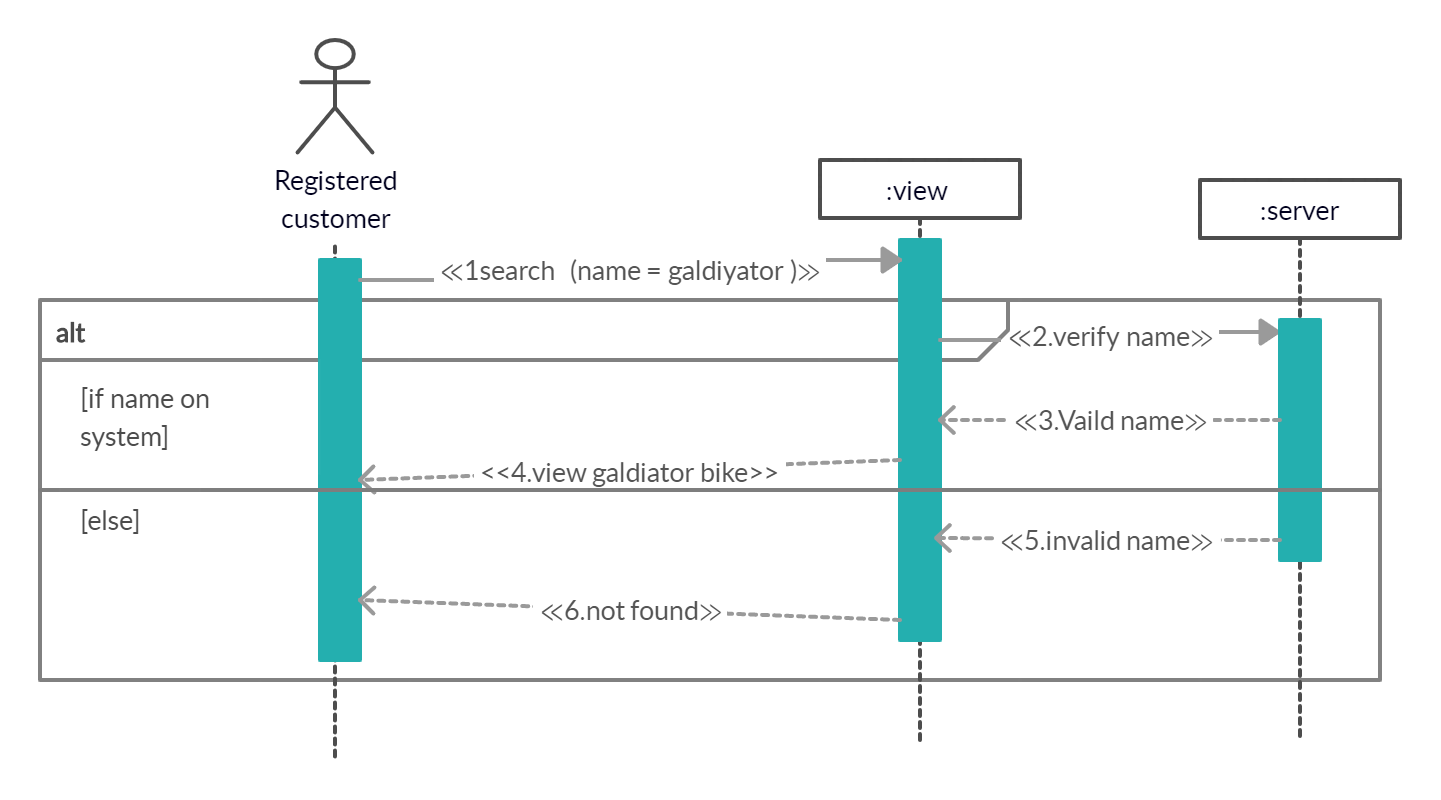 Registered
customer
:view
:server
≪1search (name = galdiyator )≫
alt
≪2.verify name≫
[if name on
system]
≪3.Vaild name≫
<<4.view galdiator bike>>
[else]
≪5.invalid name≫
≪6.not found≫